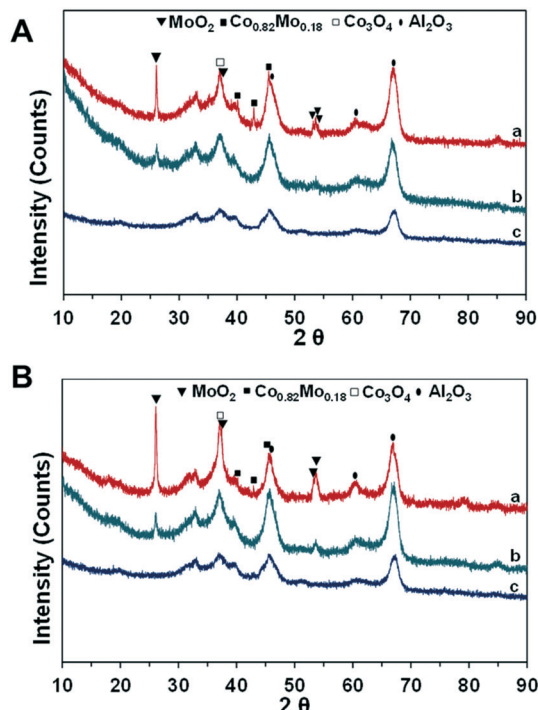 A
▼MoO₂ ■Co₀.₈₂Mo₀.₁₈ □Co₃O₄ ⬮Al₂O₃
Intensity (Counts)
a
b
c
10 20 30 40 50 60 70 80 90
2 θ
B
▼MoO₂ ■Co₀.₈₂Mo₀.₁₈ □Co₃O₄ ⬮Al₂O₃
Intensity (Counts)
a
b
c
10 20 30 40 50 60 70 80 90
2 θ